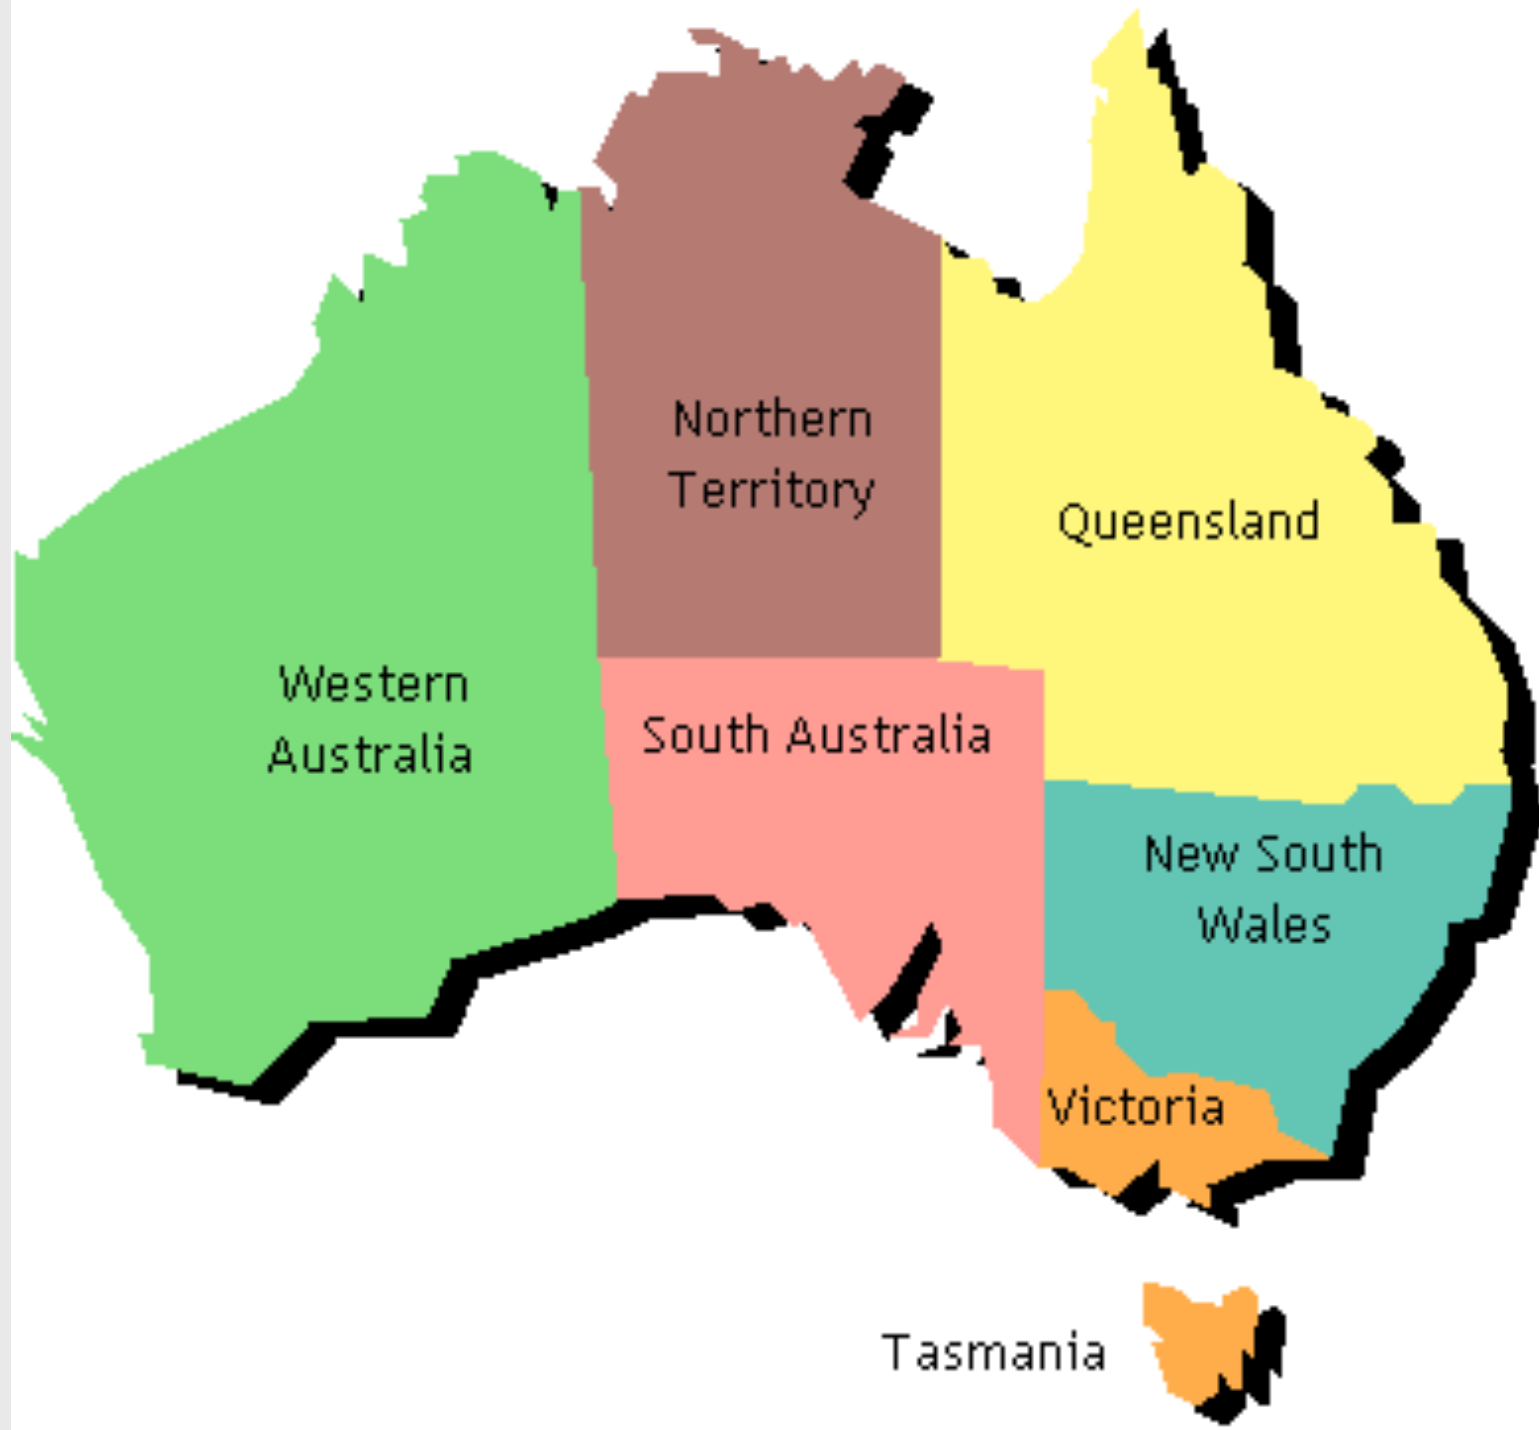 Northern
Territory
Queensland
Western
Australia
South Australia
New South
Wales
Victoria
Tasmania